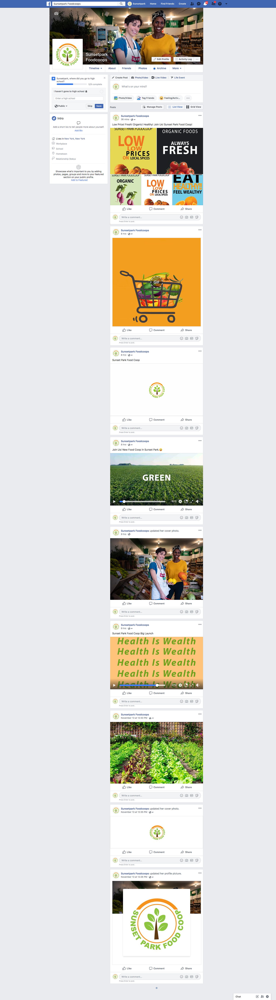 Sunsetpark Foodcoops
Sunsetpark Home Find Friends Create
TEA
SUNSET PARK FOOD COOP
Sunsetpark
Foodcoops
Edit Profile Activity Log
Timeline About Friends Photos Archive More
Sunsetpark, where did you go to high
school?
5/9 complete
I haven't gone to high school
Enter a high school
Public Skip Save
Intro
Add a short bio to tell people more about yourself.
Add Bio
Lives in New York, New York
Workplace
School
Hometown
Relationship Status
Showcase what's important to you by adding
photos, pages, groups and more to your featured
section on your public profile.
Add to Featured
Create Post Photo/Video Live Video Life Event
What's on your mind?
Photo/Video Tag Friends Feeling/Activ...
Posts Manage Posts List View Grid View
Sunsetpark Foodcoops
36 mins ·
Low Price! Fresh! Organic! Healthy! Join Us! Sunset Park Food Coop!
SUNSET PARK FOODCOOP
LOW
LOW
PRICES
ON LOCAL SPICES
ORGANIC FOODS
ALWAYS
FRESH
SUNSET PARK FOODCOOP
ORGANIC
SUNSET PARK FOODCOOP
LOW
LOW
PRICES
ON LOCAL SPICES
EAT
HEALTHY!!
FEEL WEALTHY
Like Comment Share
Write a comment...
Press Enter to post.
Sunsetpark Foodcoops
8 hrs ·
GIF
Like Comment Share
Write a comment...
Press Enter to post.
Sunsetpark Foodcoops
8 hrs ·
Sunset Park Food Coop
SUNSET PARK FOOD COOP
Like Comment Share
Write a comment...
Press Enter to post.
Sunsetpark Foodcoops
8 hrs ·
Join Us! New Food Coop in Sunset Park.😃
GREEN
-0:12
Like Comment Share
Write a comment...
Press Enter to post.
Sunsetpark Foodcoops updated her cover photo.
9 hrs ·
TEA
Like Comment Share
Write a comment...
Press Enter to post.
Sunsetpark Foodcoops
9 hrs ·
Sunset Park Food Coop Big Launch
Health Is Wealth
Health Is Wealth
Health Is Wealth
Health Is Wealth
Health Is Wealth
-0:10
Like Comment Share
Write a comment...
Press Enter to post.
Sunsetpark Foodcoops
November 13 at 12:40 PM ·
Like Comment Share
Write a comment...
Press Enter to post.
Sunsetpark Foodcoops updated her cover photo.
November 13 at 12:35 PM ·
SUNSET PARK FOOD COOP
Like Comment Share
Write a comment...
Press Enter to post.
Sunsetpark Foodcoops updated her profile picture.
November 13 at 12:26 PM ·
SUNSET PARK FOOD COOP
Like Comment Share
Write a comment...
Press Enter to post.
Chat